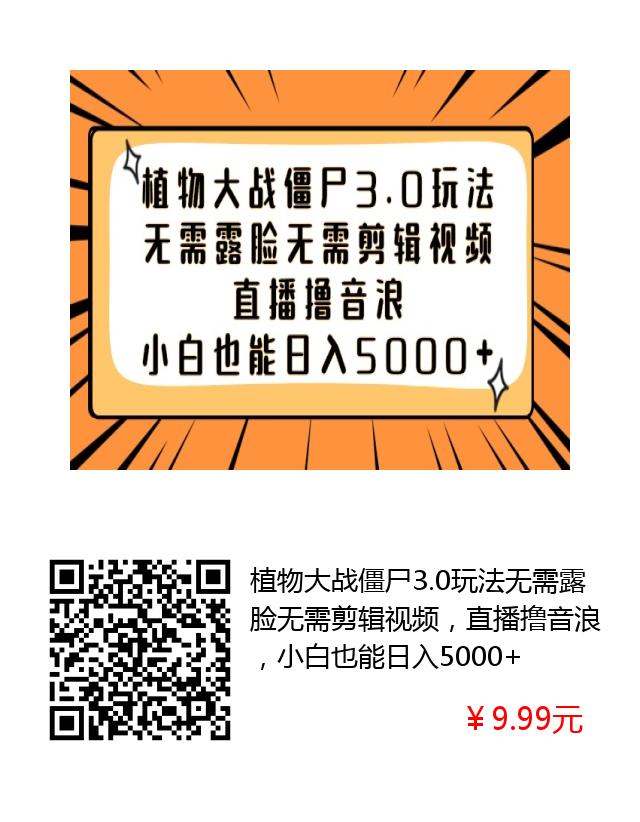 植物大战僵尸3.0玩法
无需露脸无需剪辑视频
直播撸音浪
小白也能日入5000+
植物大战僵尸3.0玩法无需露
脸无需剪辑视频，直播撸音浪
，小白也能日入5000+
￥9.99元